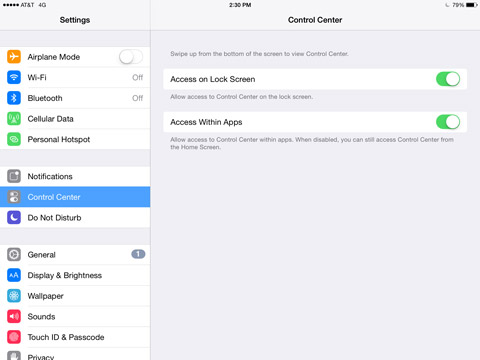 AT&T 4G 2:30 PM 79%
Settings
Control Center
Airplane Mode
Wi-Fi Off
Bluetooth Off
Cellular Data
Personal Hotspot
Notifications
Control Center
Do Not Disturb
General 1
Display & Brightness
AA
Wallpaper
Sounds
Touch ID & Passcode
Privacy
Swipe up from the bottom of the screen to view Control Center.
Access on Lock Screen
Allow access to Control Center on the lock screen.
Access Within Apps
Allow access to Control Center within apps. When disabled, you can still access Control Center from
the Home Screen.